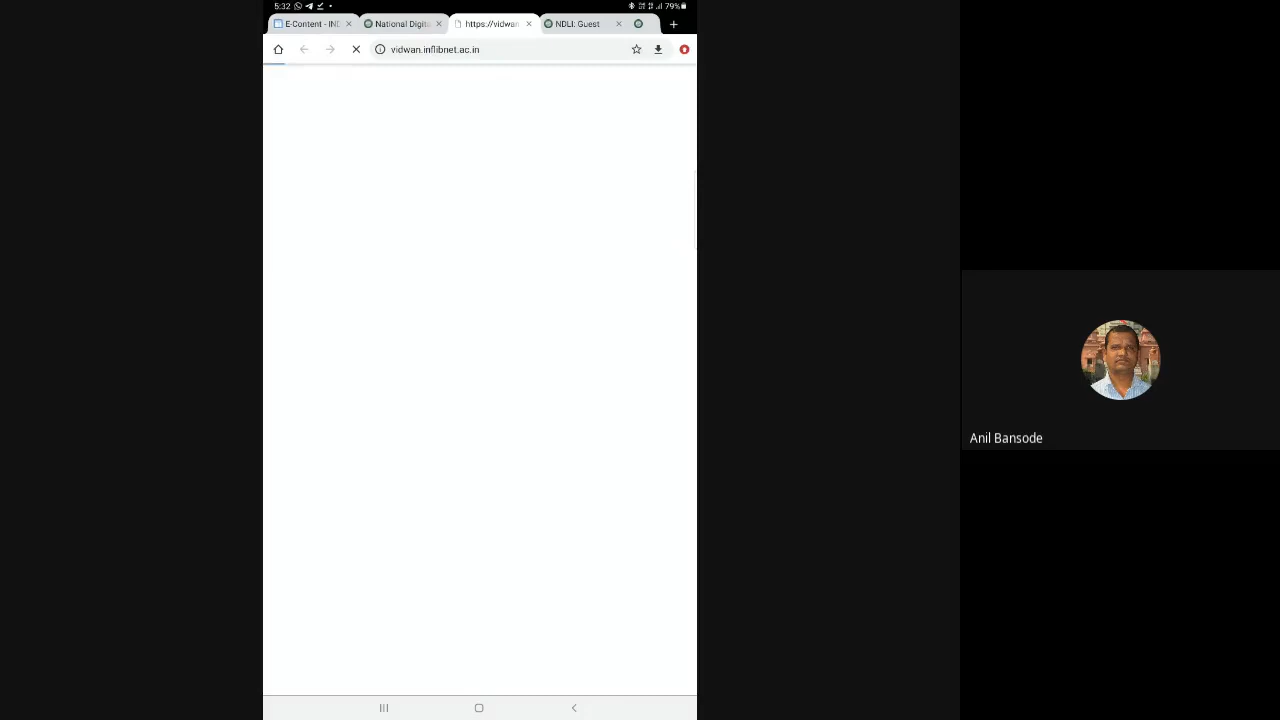 5:32 79%
E-Content - IND National Digita https://vidwan. NDLI: Guest
vidwan.inflibnet.ac.in
Anil Bansode